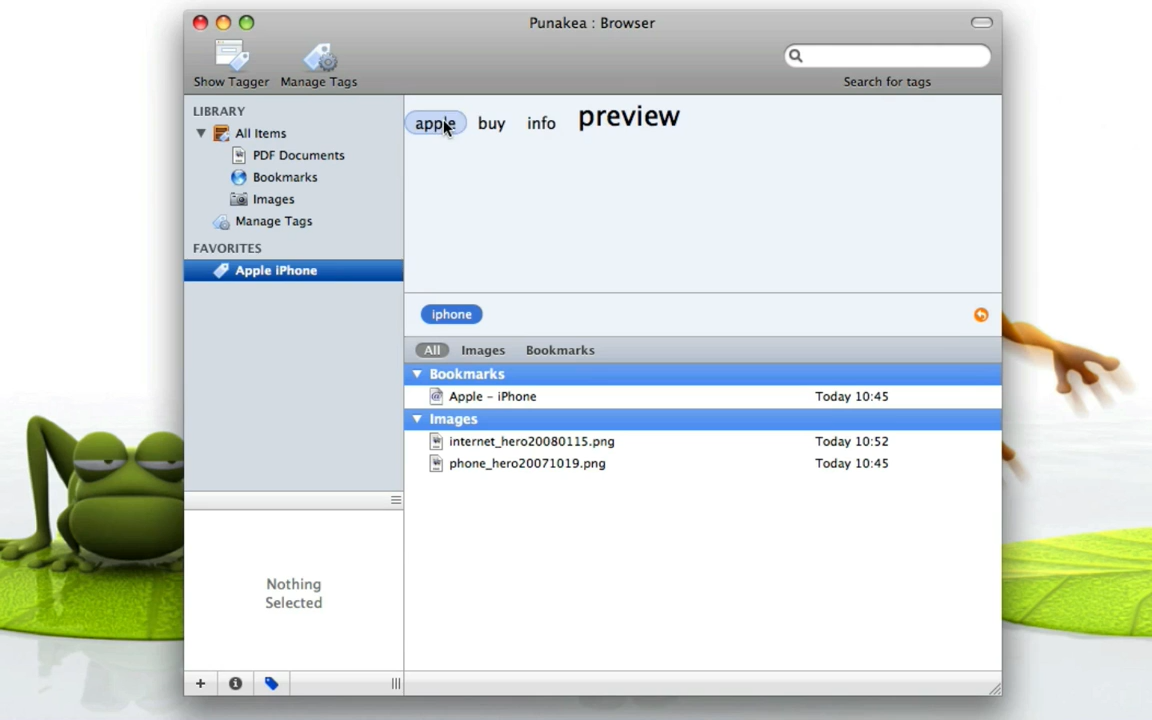 Punakea : Browser
Show Tagger
Manage Tags
Search for tags
LIBRARY
All Items
PDF Documents
Bookmarks
Images
Manage Tags
FAVORITES
Apple iPhone
Nothing
Selected
apple buy info preview
iphone
All Images Bookmarks
Bookmarks
Apple – iPhone Today 10:45
Images
internet_hero20080115.png Today 10:52
phone_hero20071019.png Today 10:45